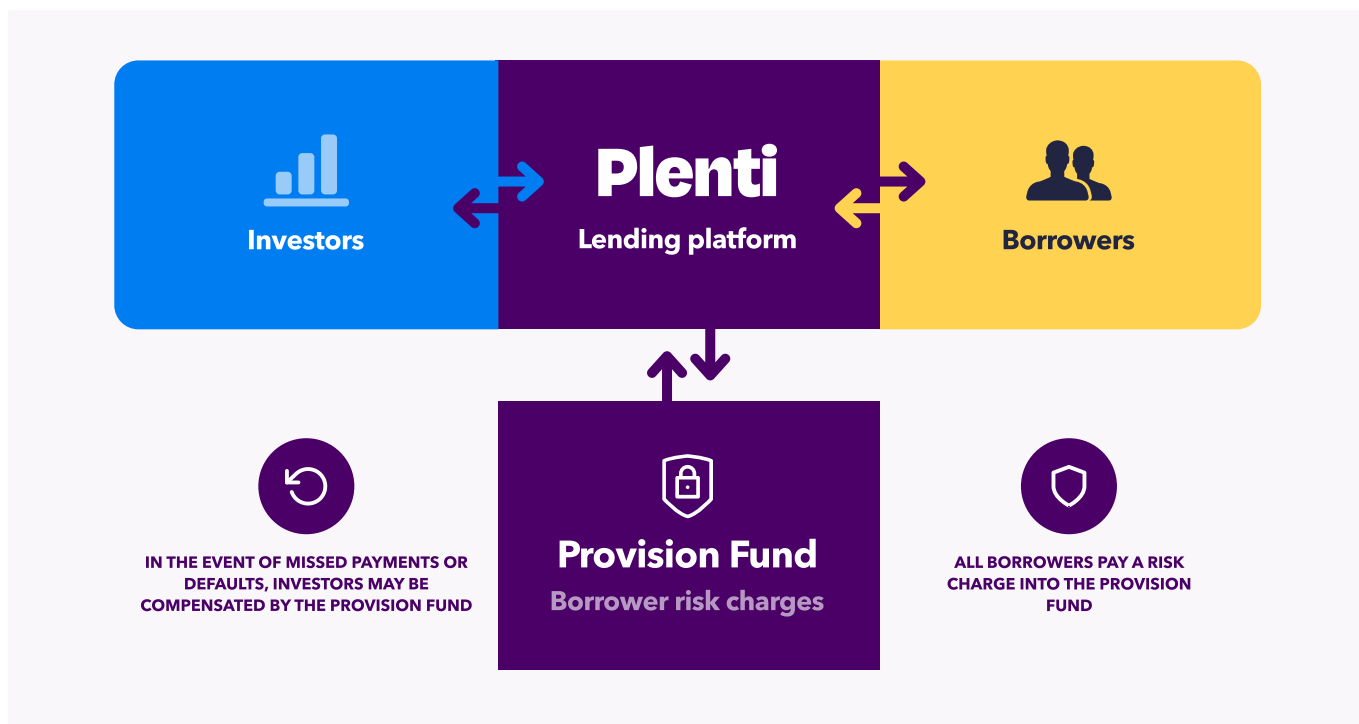 Plenti
Investors
Lending platform
Borrowers
IN THE EVENT OF MISSED PAYMENTS OR
DEFAULTS, INVESTORS MAY BE
COMPENSATED BY THE PROVISION FUND
Provision Fund
Borrower risk charges
ALL BORROWERS PAY A RISK
CHARGE INTO THE PROVISION
FUND